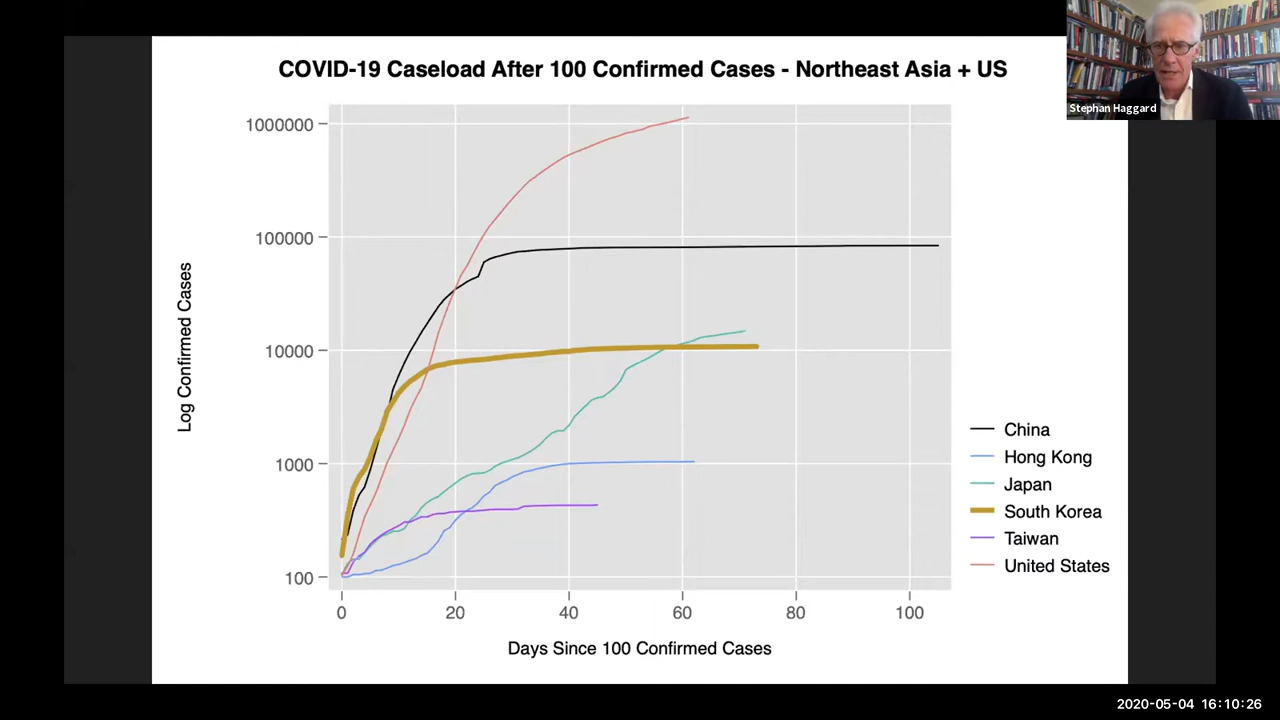 COVID-19 Caseload After 100 Confirmed Cases - Northeast Asia + US
Stephan Haggard
Log Confirmed Cases
1000000
100000
10000
1000
100
0
20
40
60
80
100
Days Since 100 Confirmed Cases
China
Hong Kong
Japan
South Korea
Taiwan
United States
2020-05-04 16:10:26